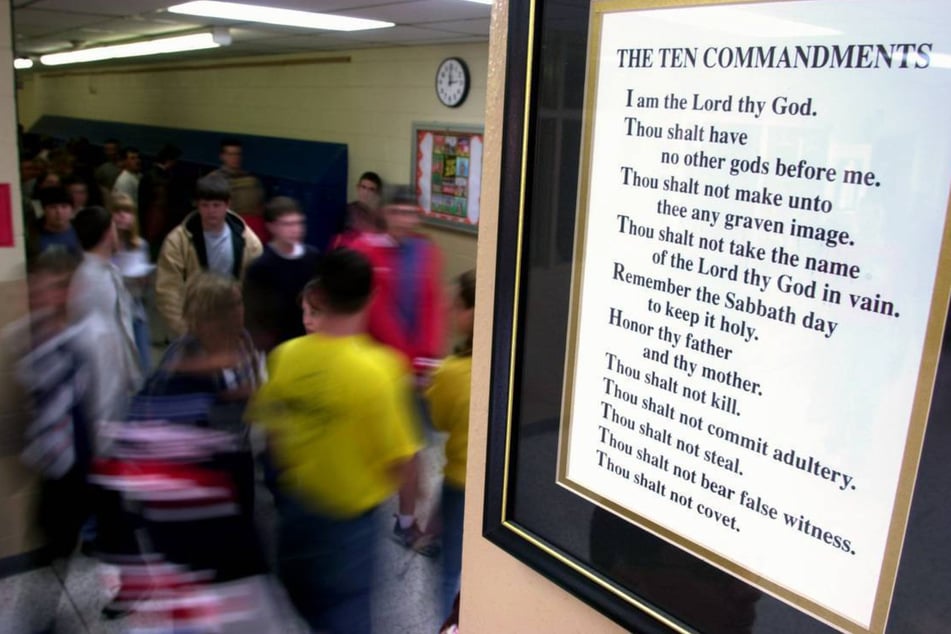 THE TEN COMMANDMENTS
I am the Lord thy God.
Thou shalt have
no other gods before me.
Thou shalt not make unto
thee any graven image.
Thou shalt not take the name
of the Lord thy God in vain.
Remember the Sabbath day
to keep it holy.
Honor thy father
and thy mother.
Thou shalt not kill.
Thou shalt not commit adultery.
Thou shalt not steal.
Thou shalt not bear false witness.
Thou shalt not covet.